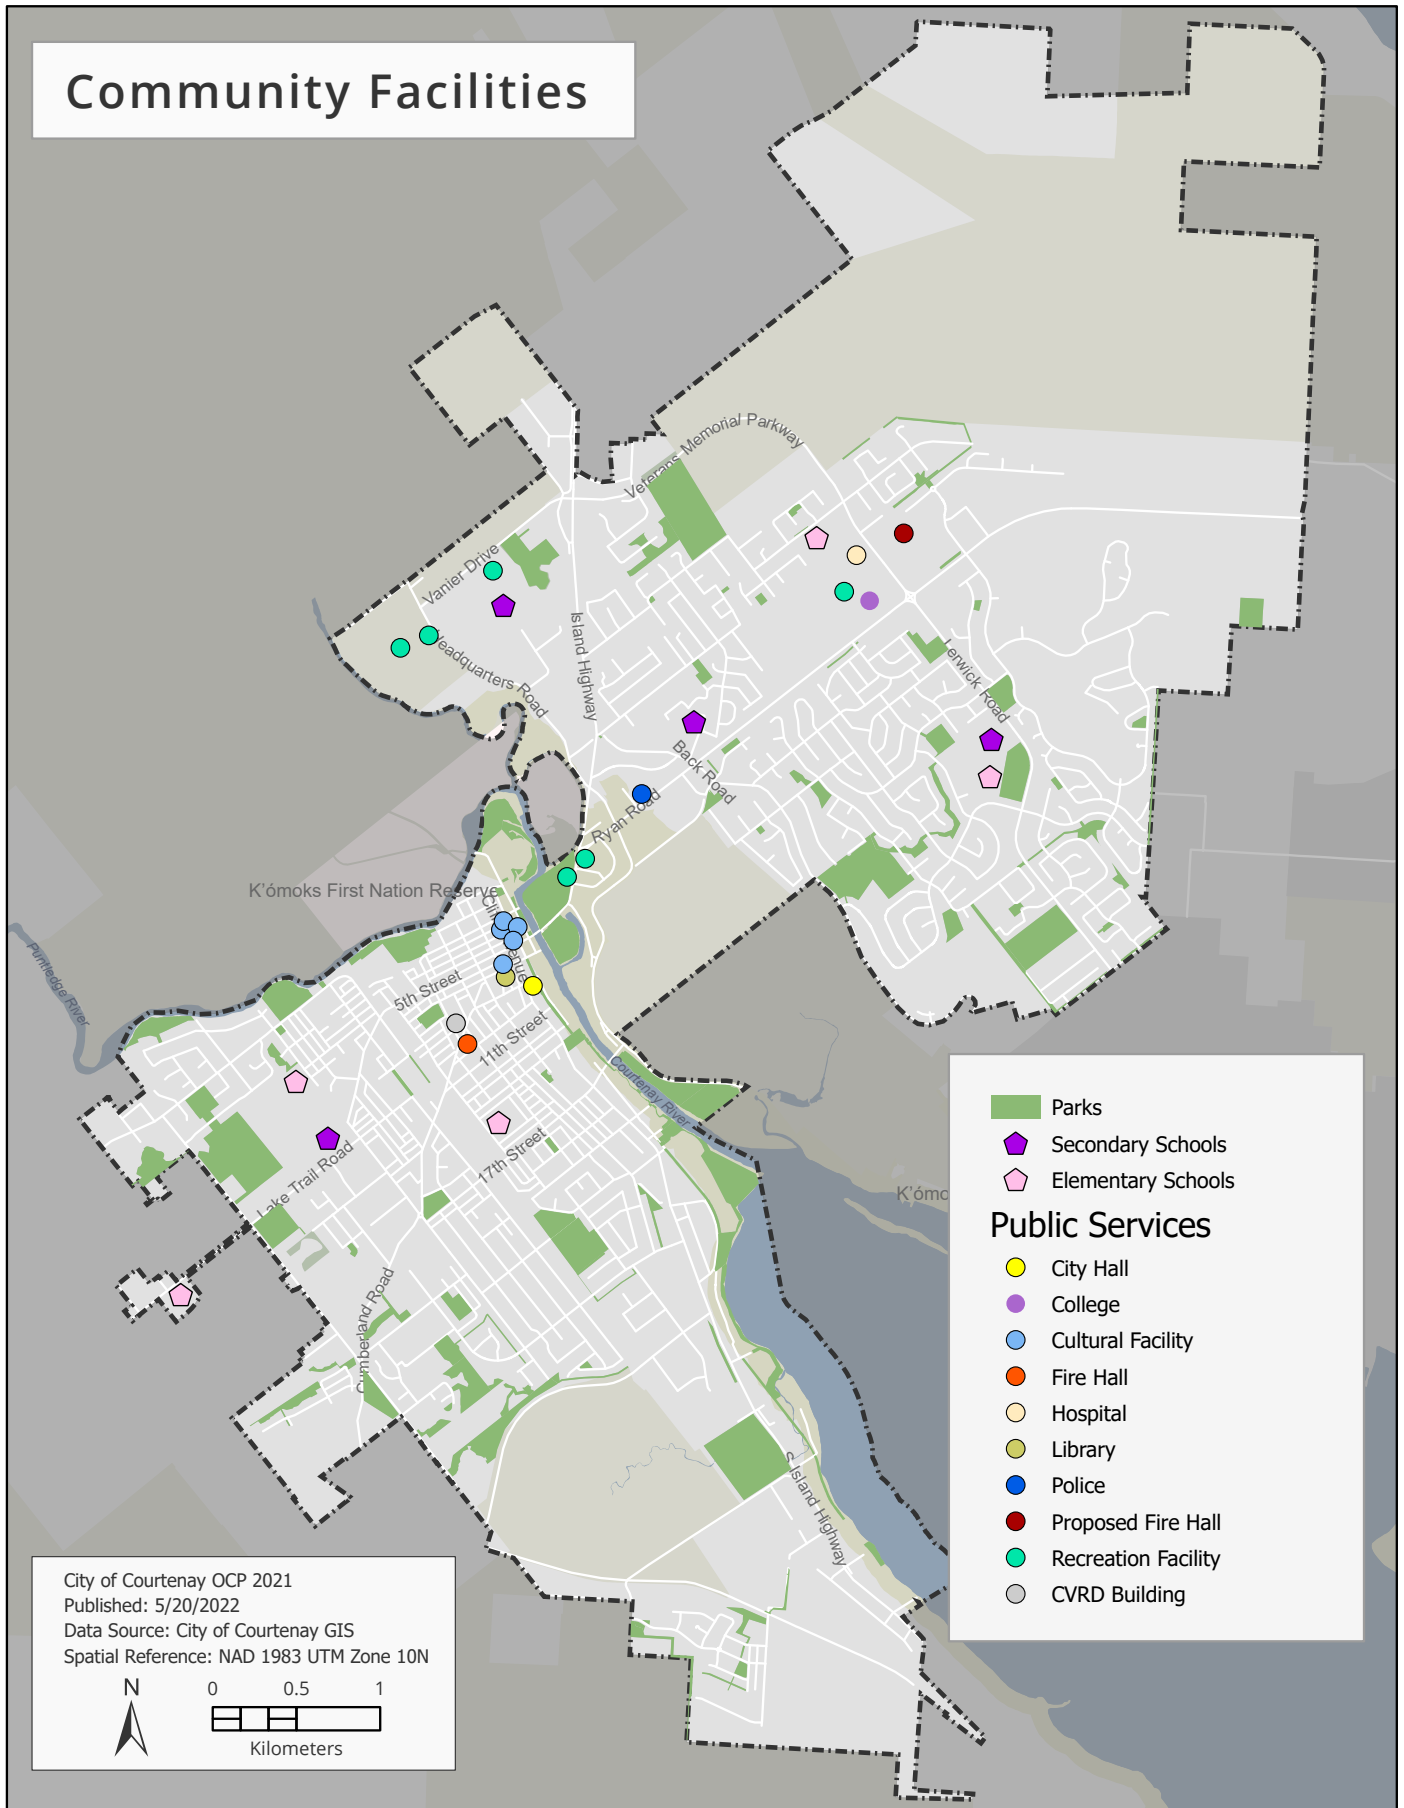 Community Facilities
Veterans Memorial Parkway
Vanier Drive
Headquarters Road
Island Highway
Lerwick Road
Back Road
Ryan Road
K'ómoks First Nation Reserve
Puntledge River
5th Street
11th Street
Courtenay River
17th Street
Lake Trail Road
Cumberland Road
S Island Highway
K'ómo
Parks
Secondary Schools
Elementary Schools
Public Services
City Hall
College
Cultural Facility
Fire Hall
Hospital
Library
Police
Proposed Fire Hall
Recreation Facility
CVRD Building
City of Courtenay OCP 2021
Published: 5/20/2022
Data Source: City of Courtenay GIS
Spatial Reference: NAD 1983 UTM Zone 10N
N
0 0.5 1
Kilometers